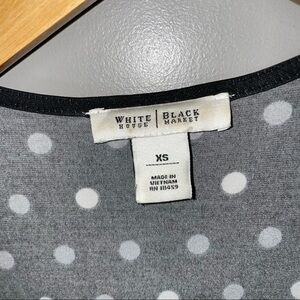 WHITE | BLACK
HOUSE | MARKET
XS
MADE IN
VIETNAM
RN 18459